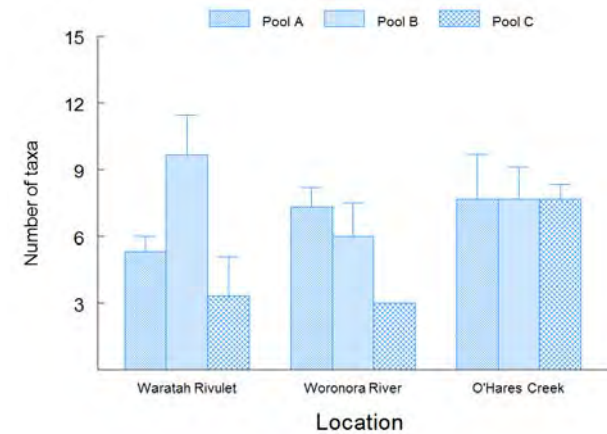 Pool A Pool B Pool C
15
12
9
6
3
Number of taxa
Waratah Rivulet Woronora River O'Hares Creek
Location